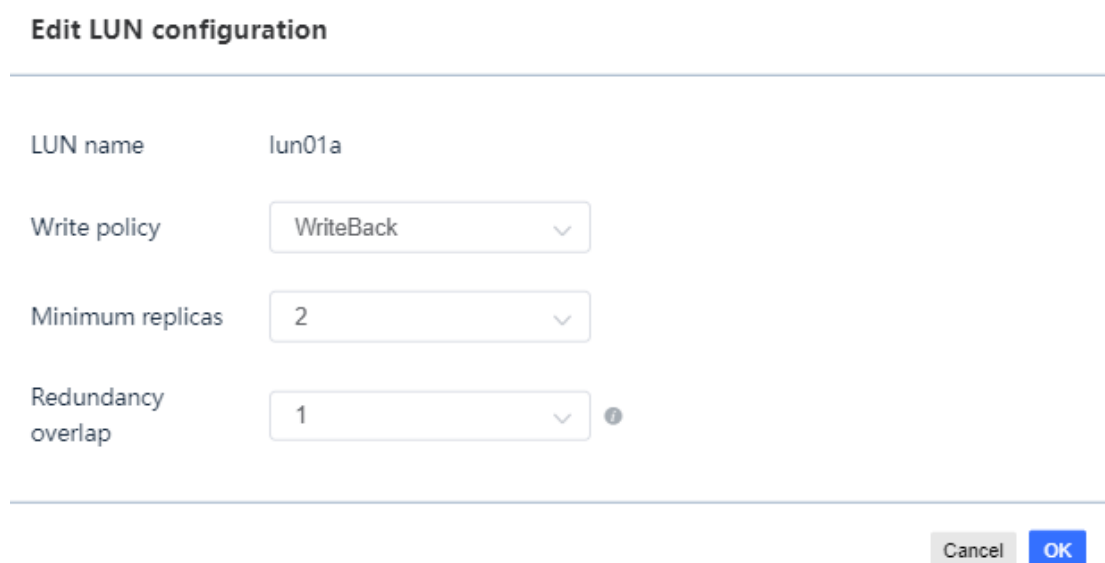 Edit LUN configuration
LUN name lun01a
Write policy WriteBack
Minimum replicas 2
Redundancy
overlap 1
Cancel OK